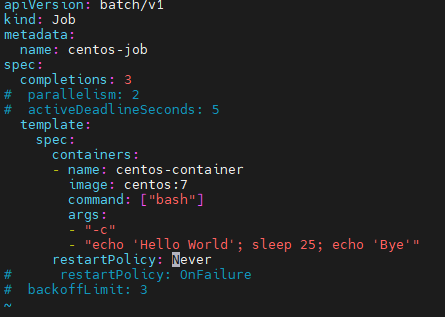 apiVersion: batch/v1
kind: Job
metadata:
  name: centos-job
spec:
  completions: 3
#  parallelism: 2
#  activeDeadlineSeconds: 5
  template:
    spec:
      containers:
      - name: centos-container
        image: centos:7
        command: ["bash"]
        args:
        - "-c"
        - "echo 'Hello World'; sleep 25; echo 'Bye'"
      restartPolicy: Never
#      restartPolicy: OnFailure
#  backoffLimit: 3
~